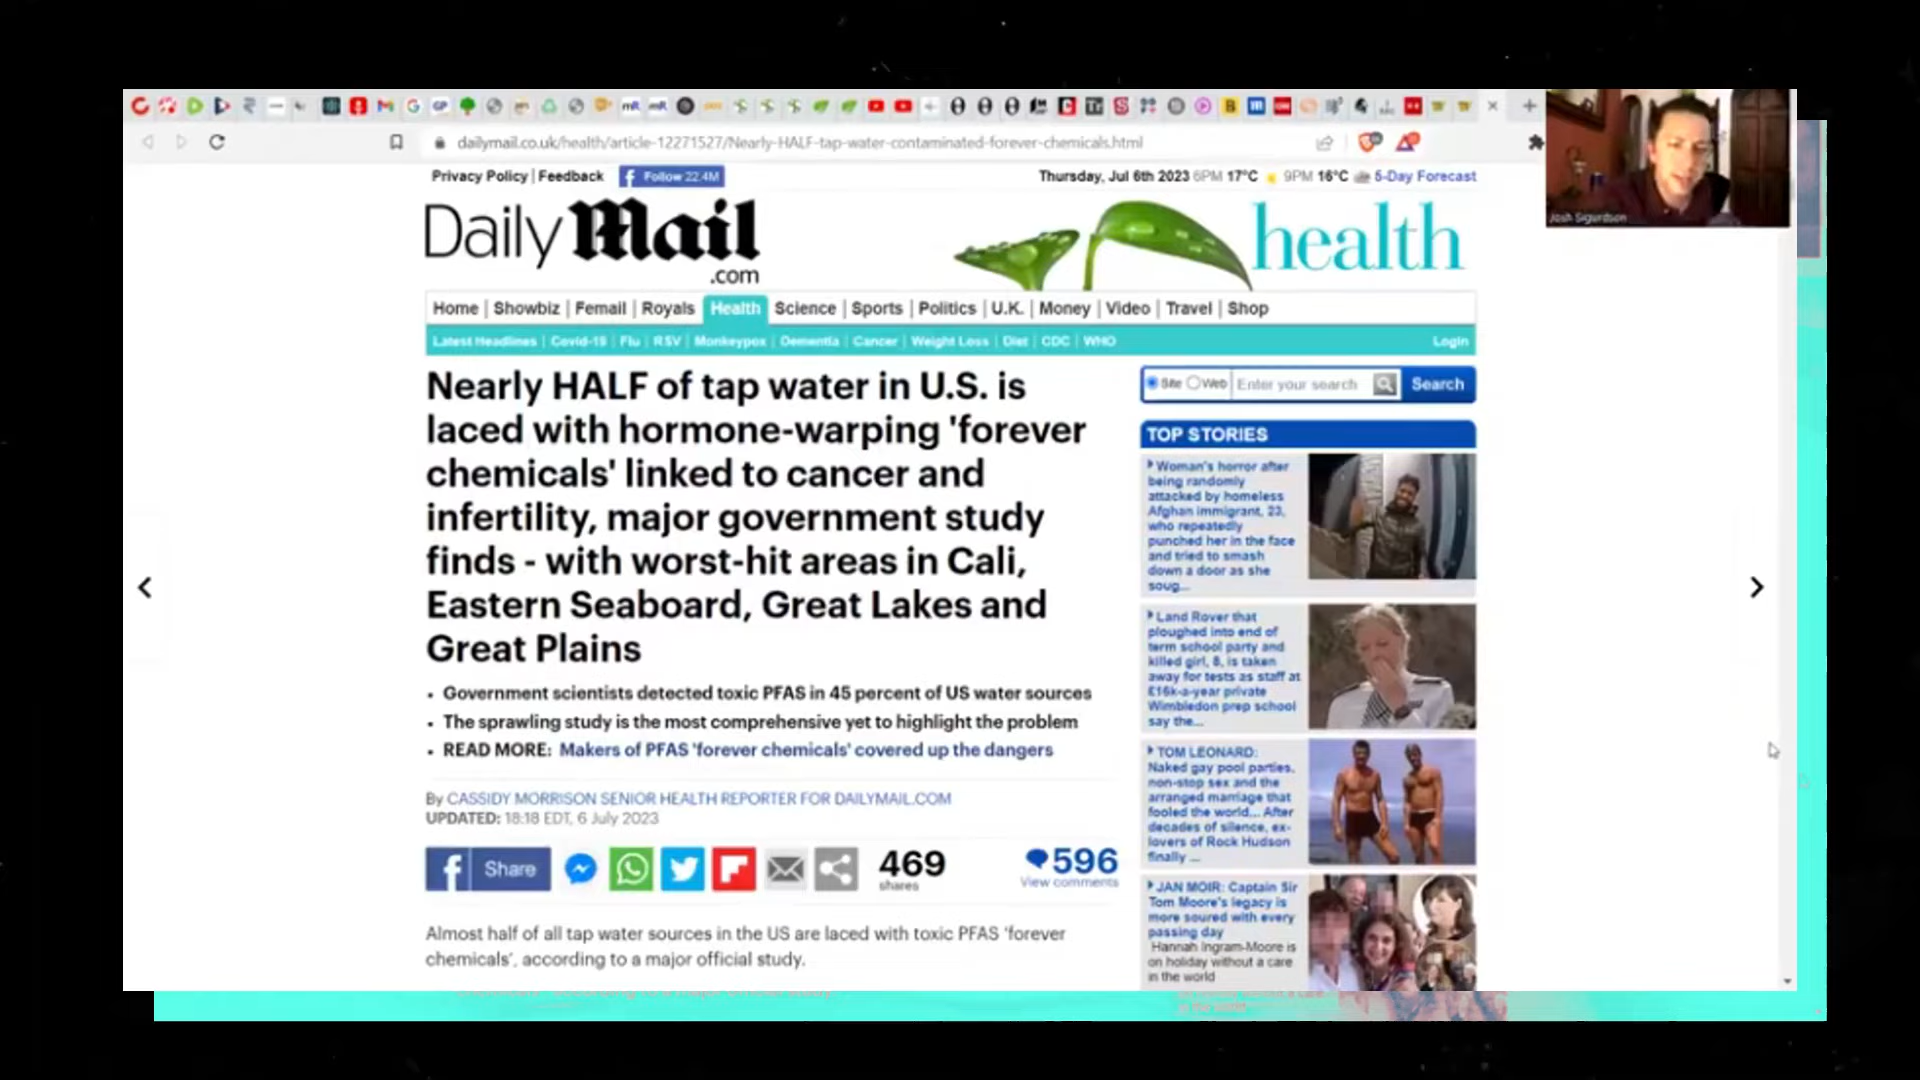 dailymail.co.uk/health/article-12271527/Nearly-HALF-tap-water-contaminated-forever-chemicals.html
Josh Sigurdson
Privacy Policy | Feedback
Follow 22.4M
Thursday, Jul 6th 2023 6PM 17°C 9PM 16°C 5-Day Forecast
Daily Mail
.com
health
Home | Showbiz | Femail | Royals | Health | Science | Sports | Politics | U.K. | Money | Video | Travel | Shop
Latest Headlines | Covid-19 | Flu | RSV | Monkeypox | Dementia | Cancer | Weight Loss | Diet | CDC | WHO
Login
Nearly HALF of tap water in U.S. is
laced with hormone-warping 'forever
chemicals' linked to cancer and
infertility, major government study
finds - with worst-hit areas in Cali,
Eastern Seaboard, Great Lakes and
Great Plains
• Government scientists detected toxic PFAS in 45 percent of US water sources
• The sprawling study is the most comprehensive yet to highlight the problem
• READ MORE: Makers of PFAS 'forever chemicals' covered up the dangers
By CASSIDY MORRISON SENIOR HEALTH REPORTER FOR DAILYMAIL.COM
UPDATED: 18:18 EDT, 6 July 2023
Share
469
shares
596
View comments
Almost half of all tap water sources in the US are laced with toxic PFAS 'forever
chemicals', according to a major official study.
Site Web Enter your search Search
TOP STORIES
Woman's horror after
being randomly
attacked by homeless
Afghan immigrant, 23,
who repeatedly
punched her in the face
and tried to smash
down a door as she
soug...
Land Rover that
ploughed into end of
term school party and
killed girl, 8, is taken
away for tests as staff at
£16k-a-year private
Wimbledon prep school
say the...
TOM LEONARD:
Naked gay pool parties,
non-stop sex and the
arranged marriage that
fooled the world... After
decades of silence, ex-
lovers of Rock Hudson
finally ...
JAN MOIR: Captain Sir
Tom Moore's legacy is
more soured with every
passing day
Hannah Ingram-Moore is
on holiday without a care
in the world